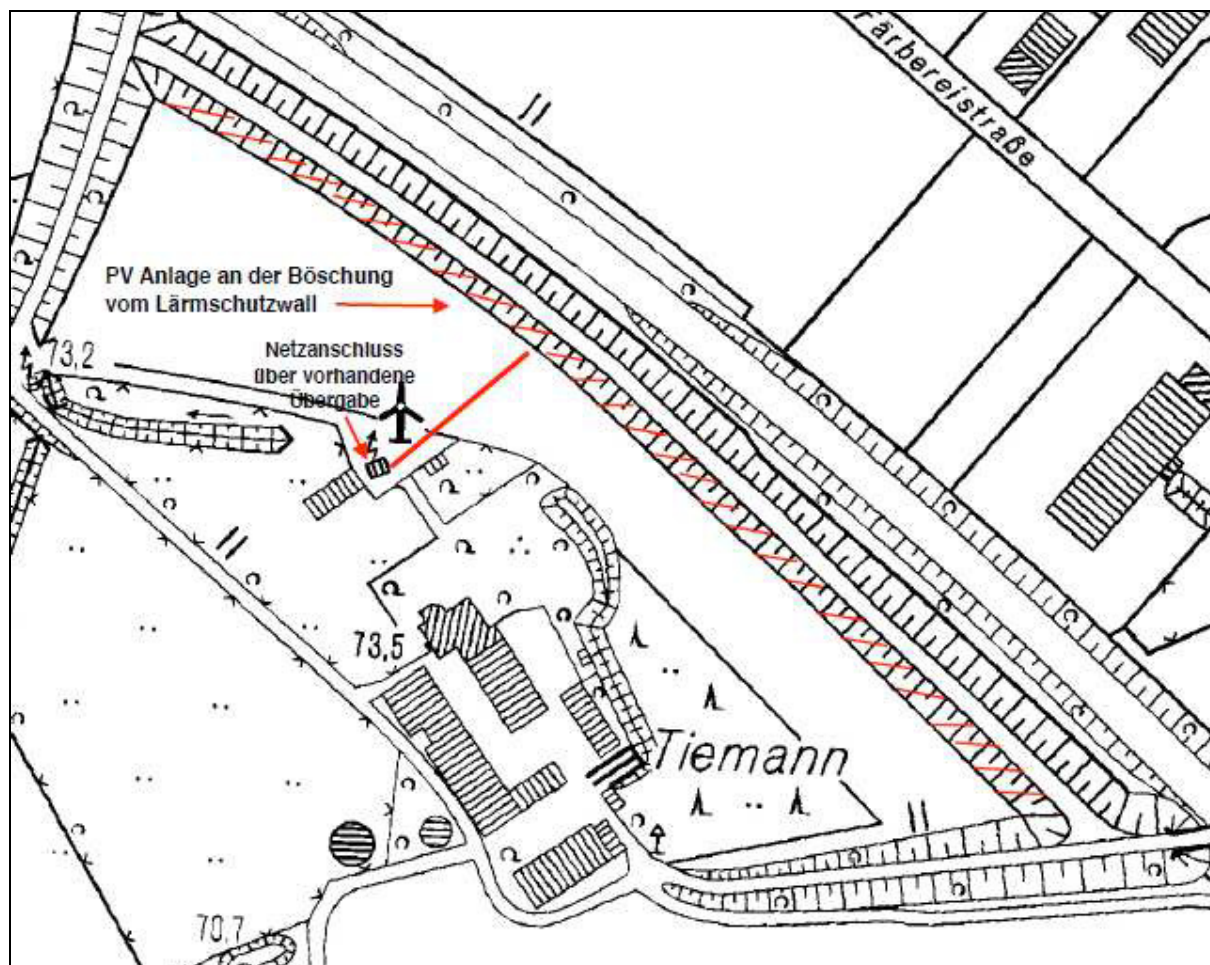 Färbereistraße
PV Anlage an der Böschung
vom Lärmschutzwall
Netzanschluss
über vorhandene
Übergabe
73,2
73,5
Tiemann
70,7